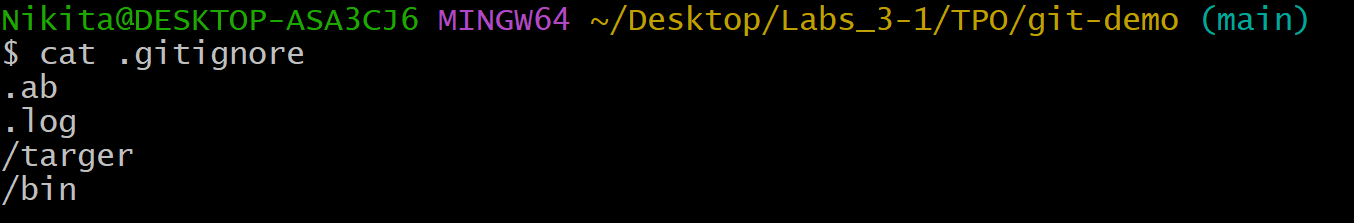 Nikita@DESKTOP-ASA3CJ6 MINGW64 ~/Desktop/Labs_3-1/TPO/git-demo (main)
$ cat .gitignore
.ab
.log
/targer
/bin